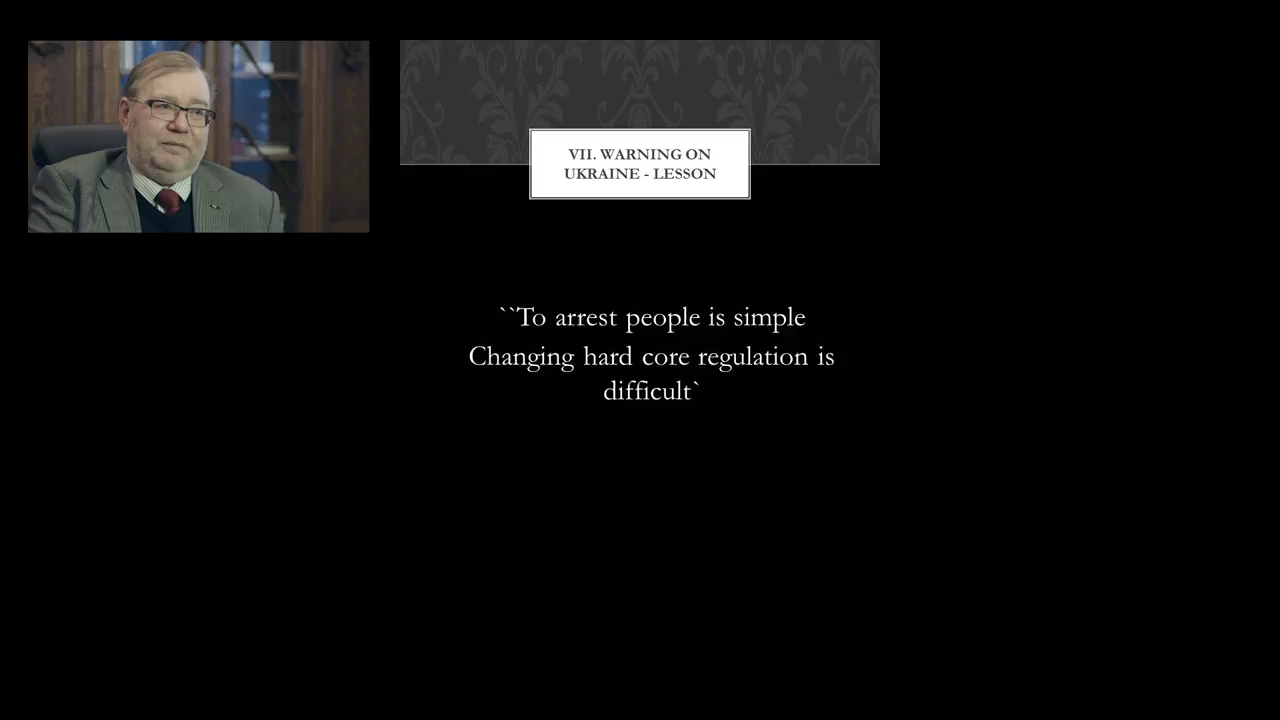 VII. WARNING ON
UKRAINE - LESSON
``To arrest people is simple
Changing hard core regulation is
difficult`